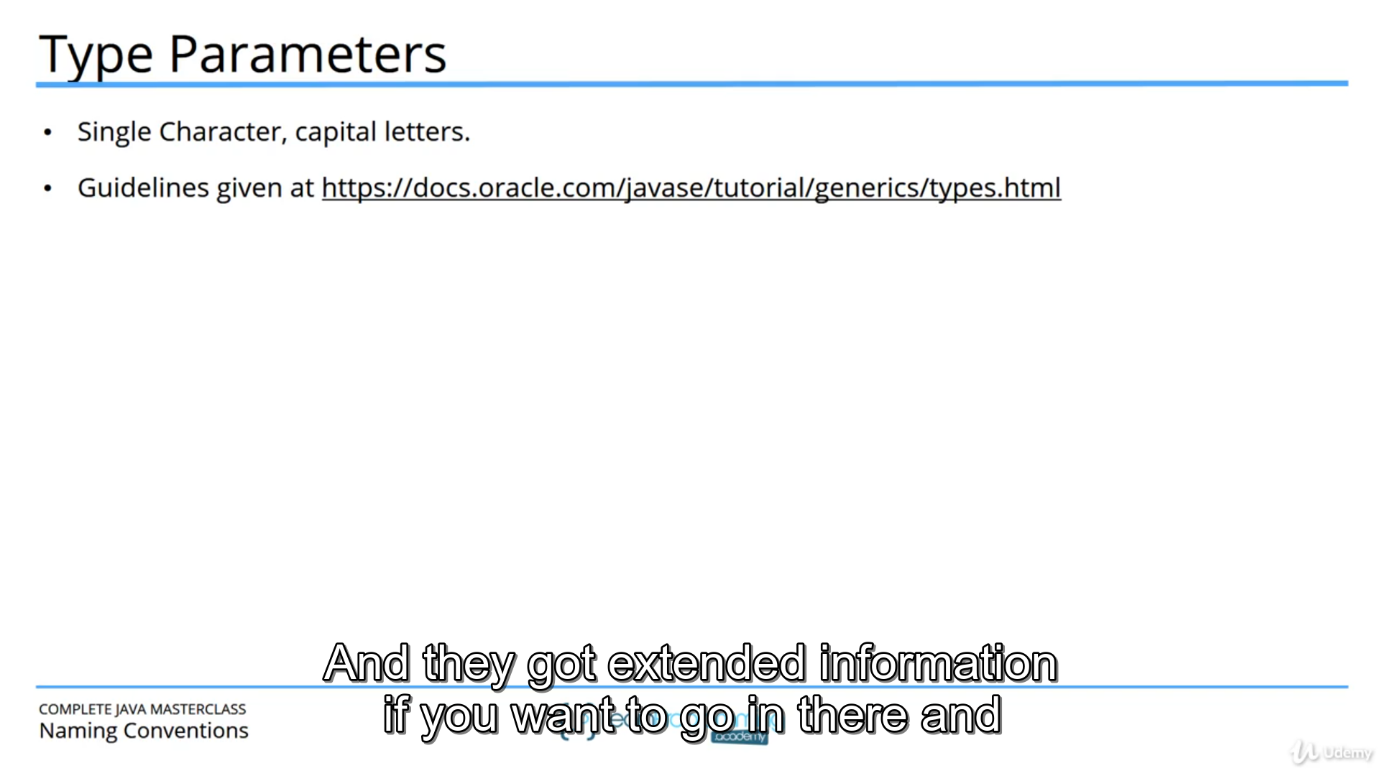 Type Parameters
• Single Character, capital letters.
• Guidelines given at https://docs.oracle.com/javase/tutorial/generics/types.html
And they got extended information
if you want to go in there and
COMPLETE JAVA MASTERCLASS
Naming Conventions
academy
Udemy